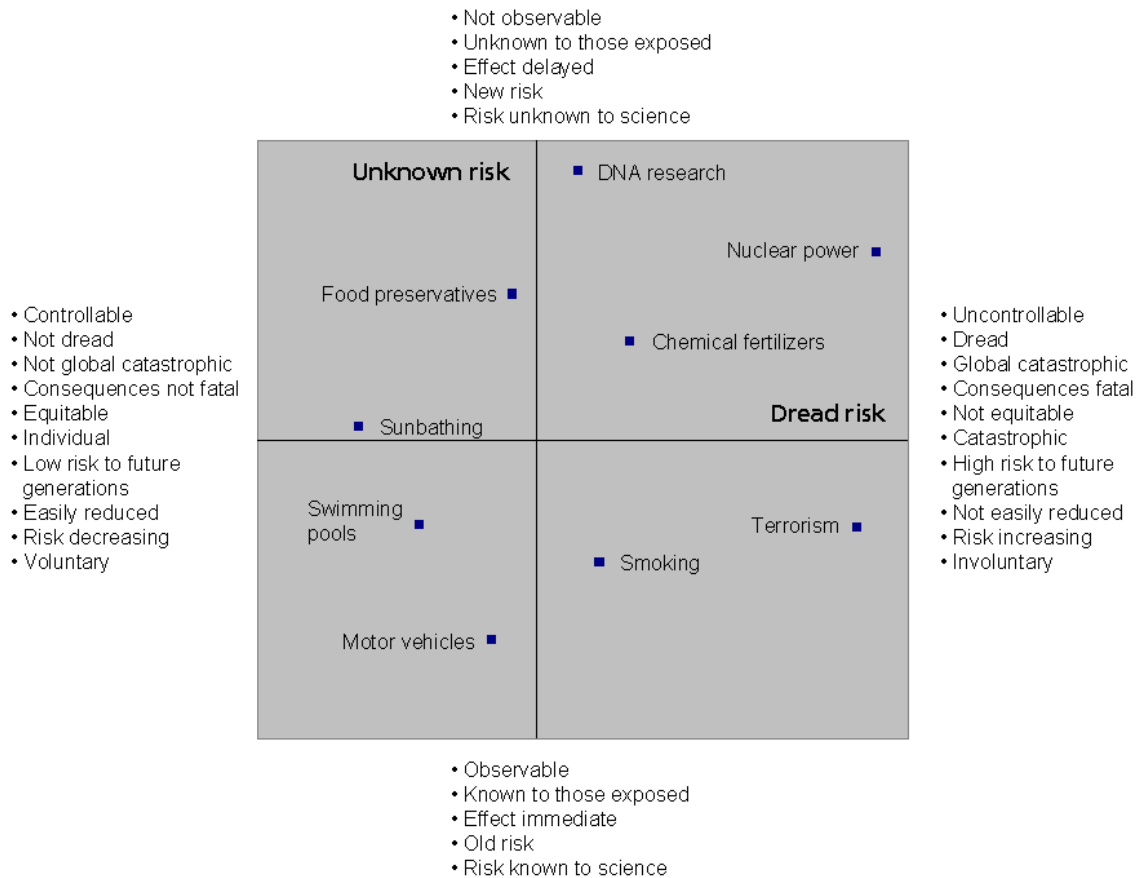 • Not observable
• Unknown to those exposed
• Effect delayed
• New risk
• Risk unknown to science
Unknown risk
DNA research
Nuclear power
Food preservatives
Chemical fertilizers
Dread risk
Sunbathing
Swimming
pools
Terrorism
Smoking
Motor vehicles
• Controllable
• Not dread
• Not global catastrophic
• Consequences not fatal
• Equitable
• Individual
• Low risk to future
generations
• Easily reduced
• Risk decreasing
• Voluntary
• Uncontrollable
• Dread
• Global catastrophic
• Consequences fatal
• Not equitable
• Catastrophic
• High risk to future
generations
• Not easily reduced
• Risk increasing
• Involuntary
• Observable
• Known to those exposed
• Effect immediate
• Old risk
• Risk known to science